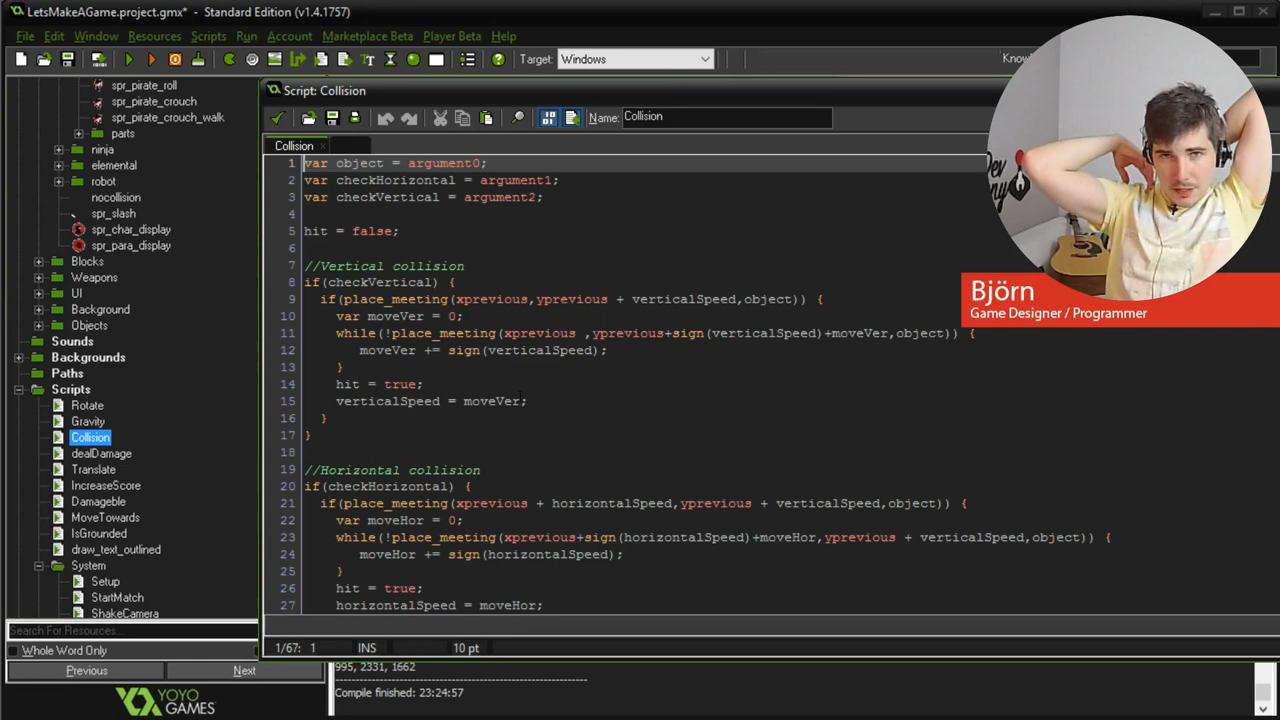 LetsMakeAGame.project.gmx* - Standard Edition (v1.4.1757)
File Edit Window Resources Scripts Run Account Marketplace Beta Player Beta Help
Target: Windows
spr_pirate_roll
spr_pirate_crouch
spr_pirate_crouch_walk
parts
ninja
elemental
robot
nocollision
spr_slash
spr_char_display
spr_para_display
Blocks
Weapons
UI
Background
Objects
Sounds
Backgrounds
Paths
Scripts
Rotate
Gravity
Collision
dealDamage
Translate
IncreaseScore
Damageble
MoveTowards
IsGrounded
draw_text_outlined
System
Setup
StartMatch
ShakeCamera
Search For Resources...
Whole Word Only
Previous Next
YOYO
GAMES
Script: Collision
Name: Collision
Collision
1 var object = argument0;
2 var checkHorizontal = argument1;
3 var checkVertical = argument2;
4
5 hit = false;
6
7 //Vertical collision
8 if(checkVertical) {
9 if(place_meeting(xprevious,yprevious + verticalSpeed,object)) {
10 var moveVer = 0;
11 while(!place_meeting(xprevious ,yprevious+sign(verticalSpeed)+moveVer,object)) {
12 moveVer += sign(verticalSpeed);
13 }
14 hit = true;
15 verticalSpeed = moveVer;
16 }
17 }
18
19 //Horizontal collision
20 if(checkHorizontal) {
21 if(place_meeting(xprevious + horizontalSpeed,yprevious + verticalSpeed,object)) {
22 var moveHor = 0;
23 while(!place_meeting(xprevious+sign(horizontalSpeed)+moveHor,yprevious + verticalSpeed,object)) {
24 moveHor += sign(horizontalSpeed);
25 }
26 hit = true;
27 horizontalSpeed = moveHor;
1/67: 1 INS 10 pt
995, 2331, 1662
Compile finished: 23:24:57
Björn
Game Designer / Programmer